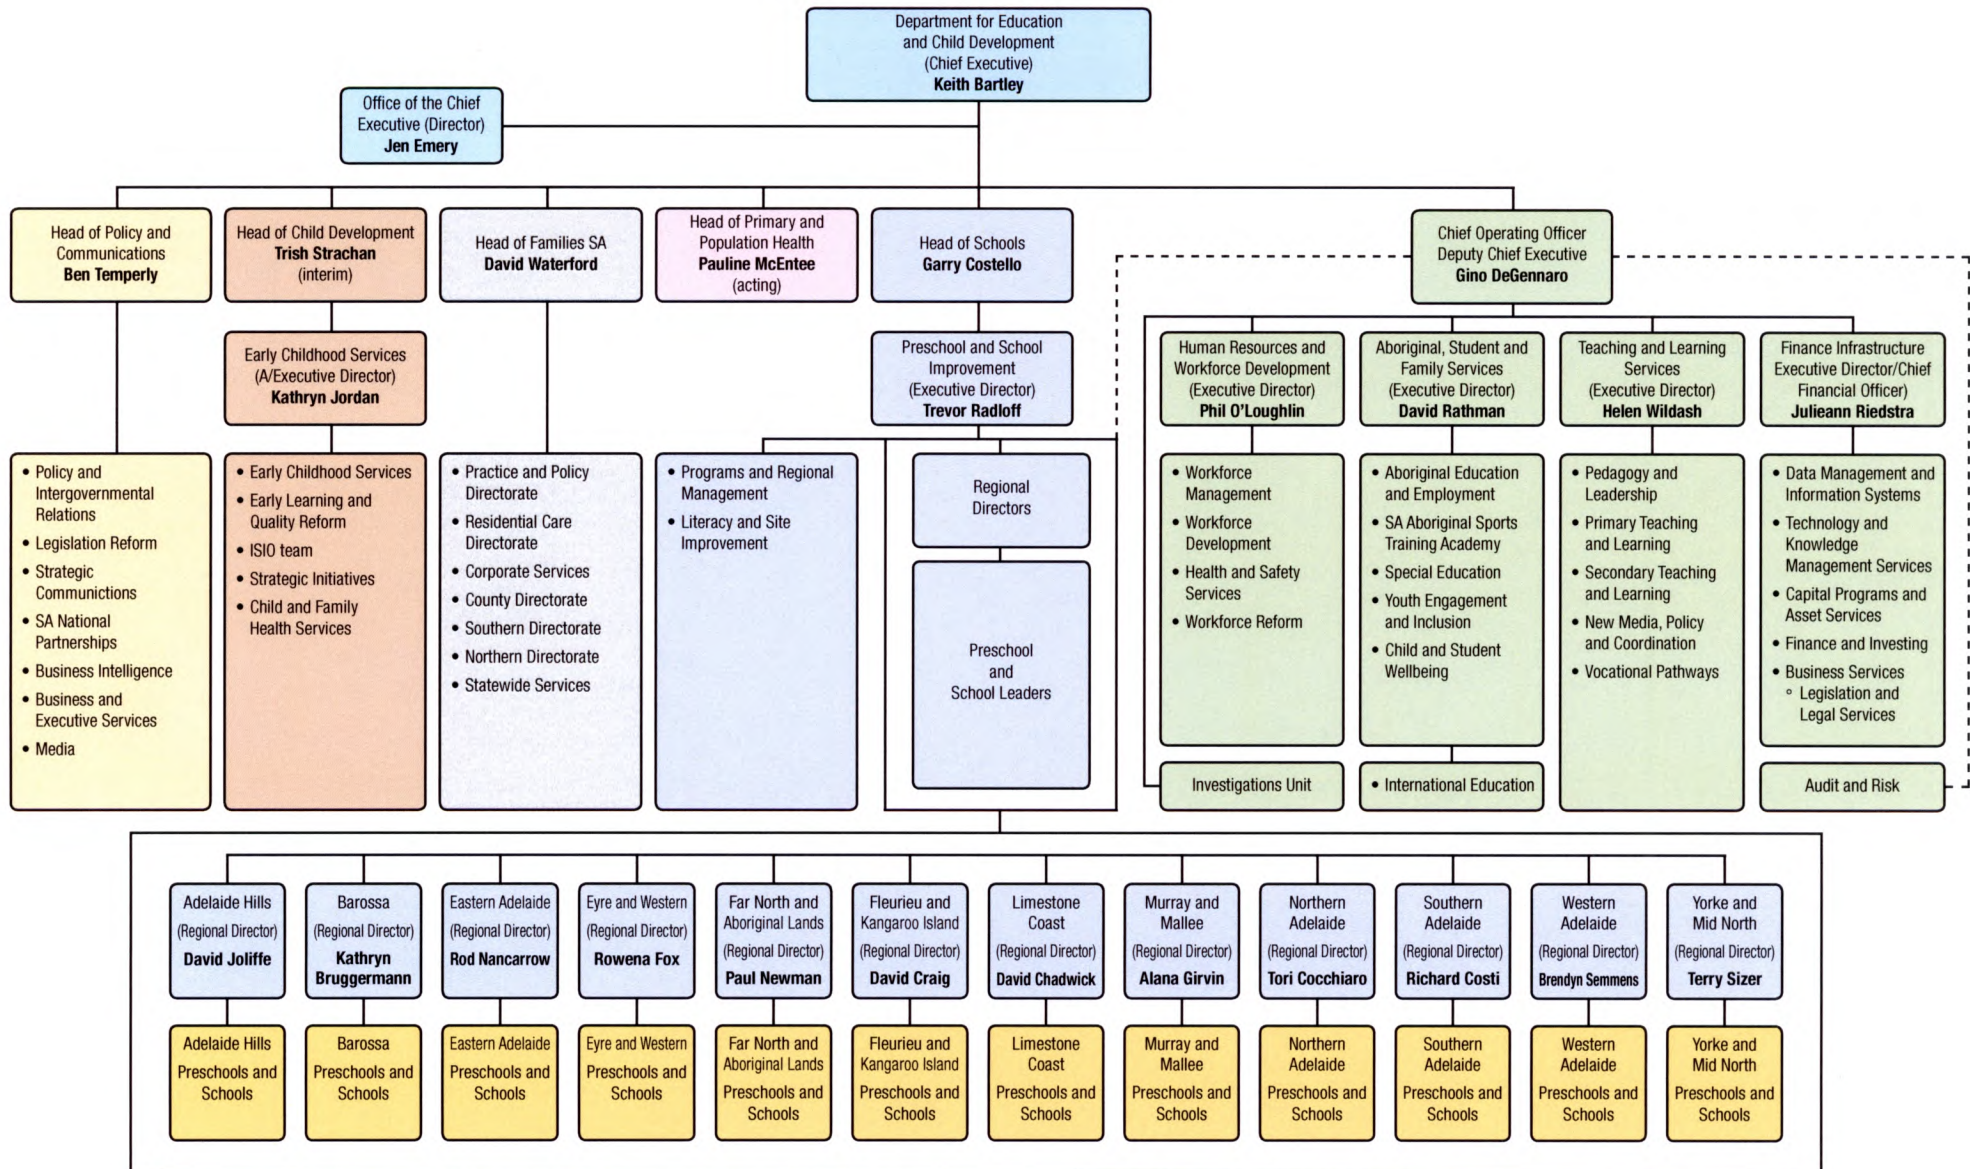 Department for Education
and Child Development
(Chief Executive)
Keith Bartley
Office of the Chief
Executive (Director)
Jen Emery
Head of Policy and
Communications
Ben Temperly
Head of Child Development
Trish Strachan
(interim)
Head of Families SA
David Waterford
Head of Primary and
Population Health
Pauline McEntee
(acting)
Head of Schools
Garry Costello
Chief Operating Officer
Deputy Chief Executive
Gino DeGennaro
Early Childhood Services
(A/Executive Director)
Kathryn Jordan
Preschool and School
Improvement
(Executive Director)
Trevor Radloff
Human Resources and
Workforce Development
(Executive Director)
Phil O'Loughlin
Aboriginal, Student and
Family Services
(Executive Director)
David Rathman
Teaching and Learning
Services
(Executive Director)
Helen Wildash
Finance Infrastructure
Executive Director/Chief
Financial Officer)
Julieann Riedstra
• Policy and
Intergovernmental
Relations
• Legislation Reform
• Strategic
Communications
• SA National
Partnerships
• Business Intelligence
• Business and
Executive Services
• Media
• Early Childhood Services
• Early Learning and
Quality Reform
• ISIO team
• Strategic Initiatives
• Child and Family
Health Services
• Practice and Policy
Directorate
• Residential Care
Directorate
• Corporate Services
• County Directorate
• Southern Directorate
• Northern Directorate
• Statewide Services
• Programs and Regional
Management
• Literacy and Site
Improvement
Regional
Directors
Preschool
and
School Leaders
• Workforce
Management
• Workforce
Development
• Health and Safety
Services
• Workforce Reform
Investigations Unit
• Aboriginal Education
and Employment
• SA Aboriginal Sports
Training Academy
• Special Education
• Youth Engagement
and Inclusion
• Child and Student
Wellbeing
• International Education
• Pedagogy and
Leadership
• Primary Teaching
and Learning
• Secondary Teaching
and Learning
• New Media, Policy
and Coordination
• Vocational Pathways
• Data Management and
Information Systems
• Technology and
Knowledge
Management Services
• Capital Programs and
Asset Services
• Finance and Investing
• Business Services
° Legislation and
Legal Services
Audit and Risk
Adelaide Hills
(Regional Director)
David Joliffe
Barossa
(Regional Director)
Kathryn
Bruggermann
Eastern Adelaide
(Regional Director)
Rod Nancarrow
Eyre and Western
(Regional Director)
Rowena Fox
Far North and
Aboriginal Lands
(Regional Director)
Paul Newman
Fleurieu and
Kangaroo Island
(Regional Director)
David Craig
Limestone
Coast
(Regional Director)
David Chadwick
Murray and
Mallee
(Regional Director)
Alana Girvin
Northern
Adelaide
(Regional Director)
Tori Cocchiaro
Southern
Adelaide
(Regional Director)
Richard Costi
Western
Adelaide
(Regional Director)
Brendyn Semmens
Yorke and
Mid North
(Regional Director)
Terry Sizer
Adelaide Hills
Preschools and
Schools
Barossa
Preschools and
Schools
Eastern Adelaide
Preschools and
Schools
Eyre and Western
Preschools and
Schools
Far North and
Aboriginal Lands
Preschools and
Schools
Fleurieu and
Kangaroo Island
Preschools and
Schools
Limestone
Coast
Preschools and
Schools
Murray and
Mallee
Preschools and
Schools
Northern
Adelaide
Preschools and
Schools
Southern
Adelaide
Preschools and
Schools
Western
Adelaide
Preschools and
Schools
Yorke and
Mid North
Preschools and
Schools